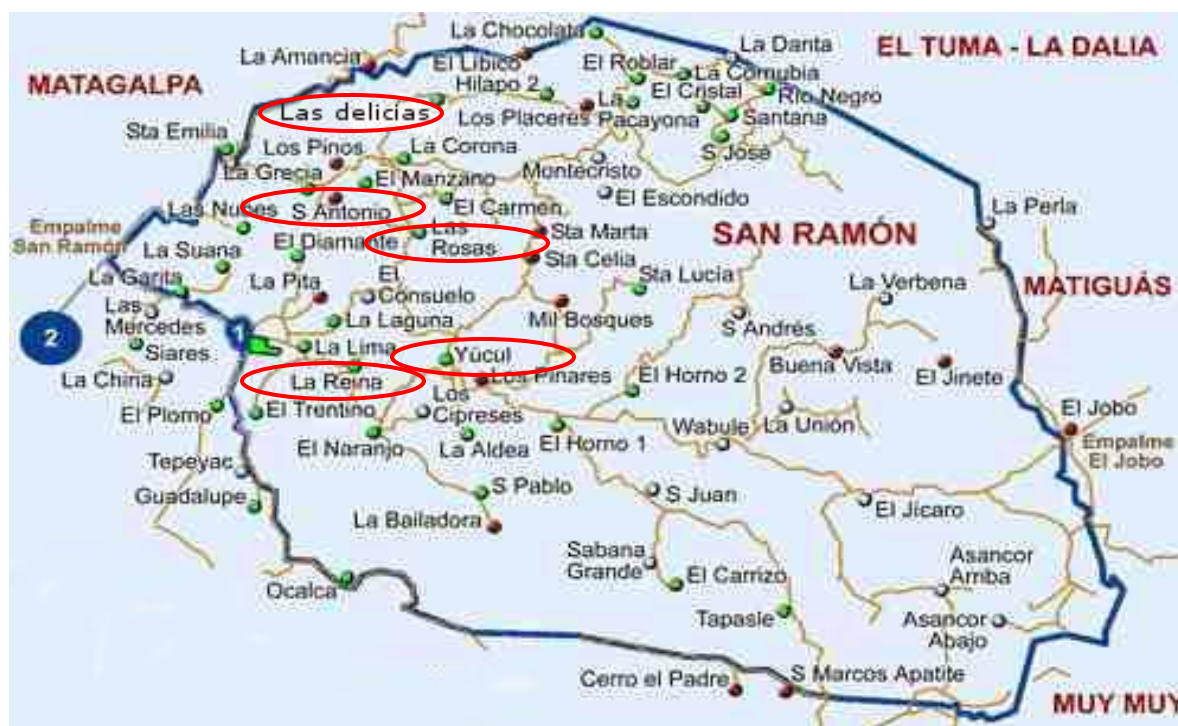 La Chocolata
La Danta
EL TUMA - LA DALIA
La Amancia
El Libico
El Roblar
La Cornubia
MATAGALPA
Hilapo 2
El Cristal
Rio Negro
Las delicias
Los Placeres
La
Pacayona
Santana
Sta Emilia
Los Pinos
La Corona
S José
La Grecia
El Manzano
Montecristo
El Escondido
Las Nubes
S Antonio
El Carmen
La Perla
Empalme
San Ramón
La Suana
El Diamante
Las
Rosas
Sta Marta
SAN RAMÓN
Sta Celia
Sta Lucia
La Garita
La Pita
El
Consuelo
La Verbena
MATIGUÁS
Las
Mercedes
La Laguna
Mil Bosques
S Andrés
2
1
Siares
La Lima
Yúcul
Buena Vista
La China
La Reina
Los Pinares
El Horno 2
El Jinete
El Plomo
El Trentino
Los
Cipreses
La Unión
El Jobo
El Naranjo
La Aldea
El Horno 1
Wabule
Empalme
El Jobo
Tepeyac
Guadalupe
S Pablo
S Juan
El Jicaro
La Bailadora
Sabana
Grande
Asancor
Arriba
Ocalca
El Carrizo
Tapasle
Asancor
Abajo
Cerro el Padre
S Marcos Apatite
MUY MUY